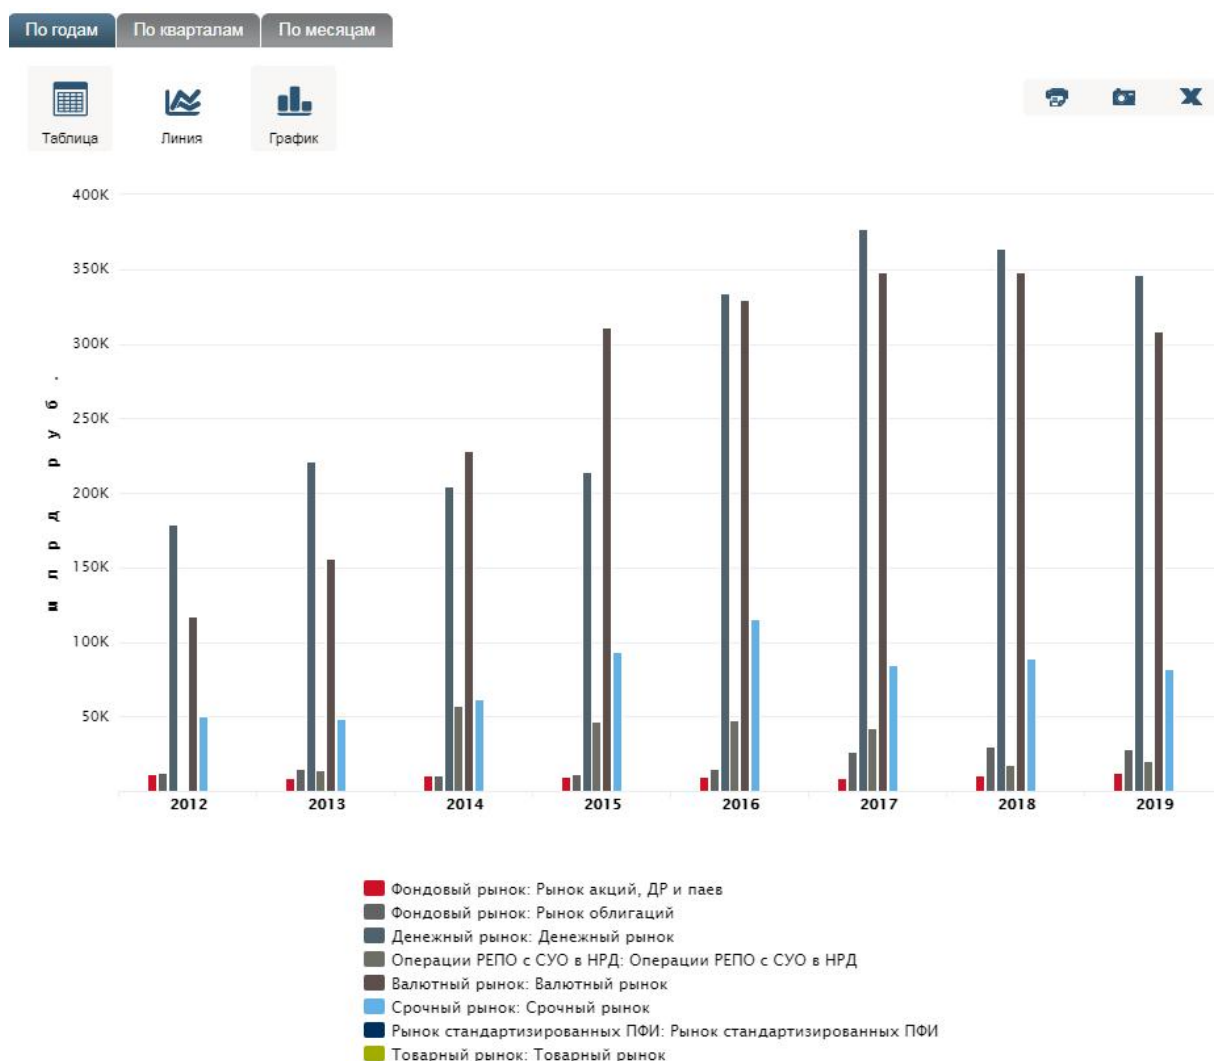 По годам По кварталам По месяцам
Таблица Линия График
400K
350K
300K
250K
200K
150K
100K
50K
млрд руб.
2012 2013 2014 2015 2016 2017 2018 2019
Фондовый рынок: Рынок акций, ДР и паев
Фондовый рынок: Рынок облигаций
Денежный рынок: Денежный рынок
Операции РЕПО с СУО в НРД: Операции РЕПО с СУО в НРД
Валютный рынок: Валютный рынок
Срочный рынок: Срочный рынок
Рынок стандартизированных ПФИ: Рынок стандартизированных ПФИ
Товарный рынок: Товарный рынок